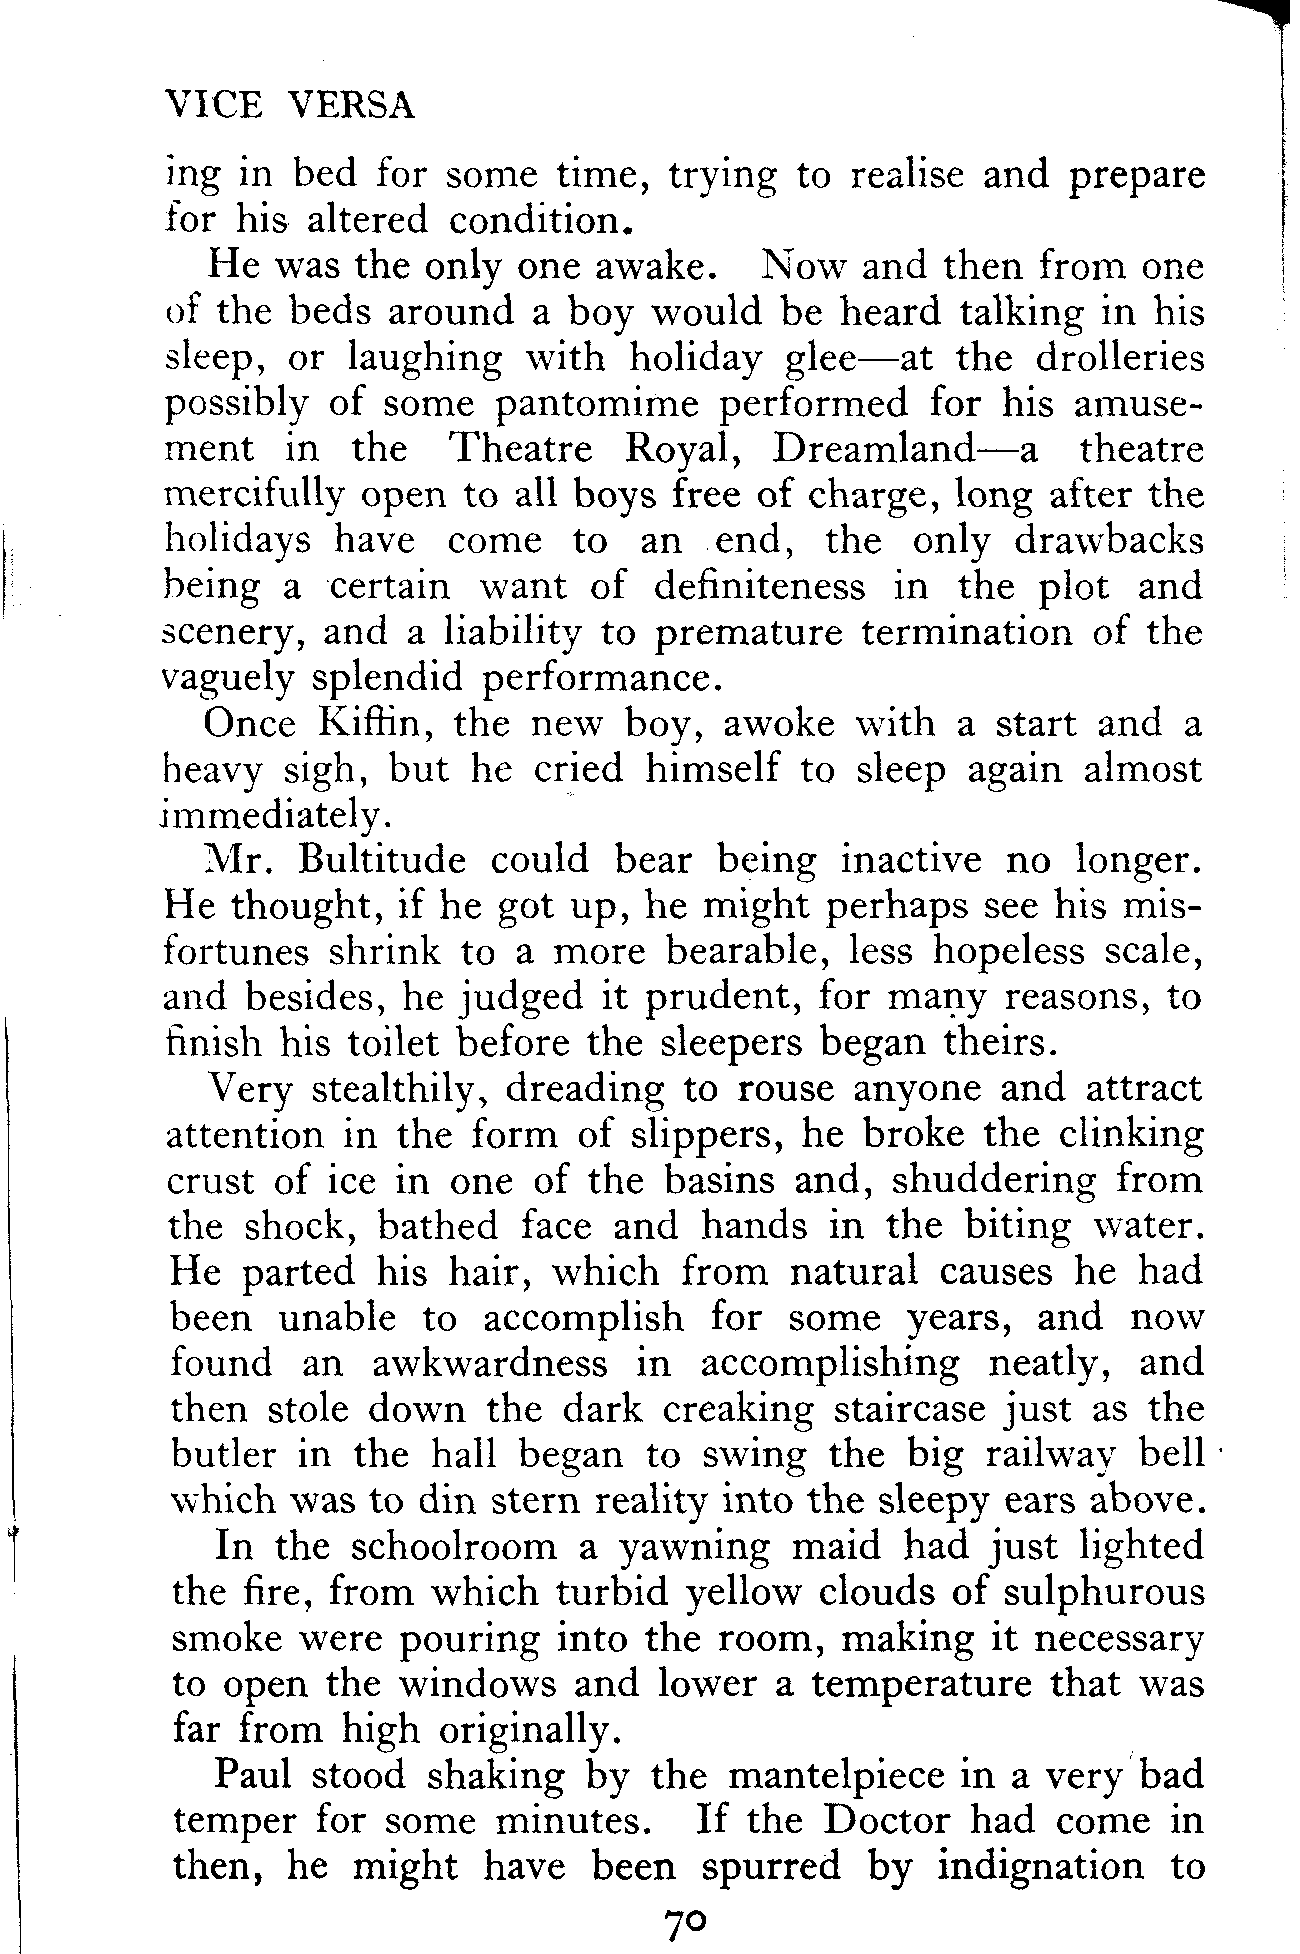 VICE VERSA
ing in bed for some time, trying to realise and prepare
for his altered condition.
He was the only one awake. Now and then from one
of the beds around a boy would be heard talking in his
sleep, or laughing with holiday glee—at the drolleries
possibly of some pantomime performed for his amuse-
ment in the Theatre Royal, Dreamland—a theatre
mercifully open to all boys free of charge, long after the
holidays have come to an end, the only drawbacks
being a certain want of definiteness in the plot and
scenery, and a liability to premature termination of the
vaguely splendid performance.
Once Kiffin, the new boy, awoke with a start and a
heavy sigh, but he cried himself to sleep again almost
immediately.
Mr. Bultitude could bear being inactive no longer.
He thought, if he got up, he might perhaps see his mis-
fortunes shrink to a more bearable, less hopeless scale,
and besides, he judged it prudent, for many reasons, to
finish his toilet before the sleepers began theirs.
Very stealthily, dreading to rouse anyone and attract
attention in the form of slippers, he broke the clinking
crust of ice in one of the basins and, shuddering from
the shock, bathed face and hands in the biting water.
He parted his hair, which from natural causes he had
been unable to accomplish for some years, and now
found an awkwardness in accomplishing neatly, and
then stole down the dark creaking staircase just as the
butler in the hall began to swing the big railway bell
which was to din stern reality into the sleepy ears above.
In the schoolroom a yawning maid had just lighted
the fire, from which turbid yellow clouds of sulphurous
smoke were pouring into the room, making it necessary
to open the windows and lower a temperature that was
far from high originally.
Paul stood shaking by the mantelpiece in a very bad
temper for some minutes. If the Doctor had come in
then, he might have been spurred by indignation to
70